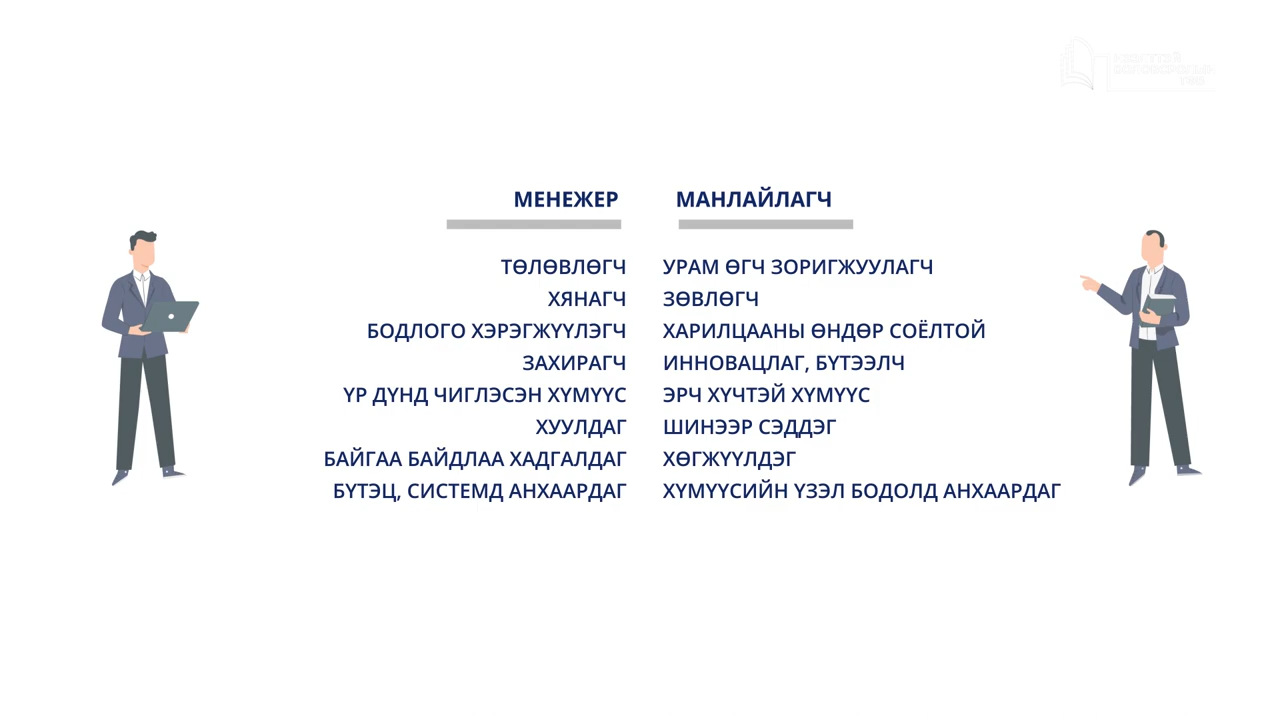 МЕНЕЖЕР
ТӨЛӨВЛӨГЧ
ХЯНАГЧ
БОДЛОГО ХЭРЭГЖҮҮЛЭГЧ
ЗАХИРАГЧ
ҮР ДҮНД ЧИГЛЭСЭН ХҮМҮҮС
ХУУЛДАГ
БАЙГАА БАЙДЛАА ХАДГАЛДАГ
БҮТЭЦ, СИСТЕМД АНХААРДАГ
МАНЛАЙЛАГЧ
УРАМ ӨГЧ ЗОРИГЖУУЛАГЧ
ЗӨВЛӨГЧ
ХАРИЛЦААНЫ ӨНДӨР СОЁЛТОЙ
ИННОВАЦЛАГ, БҮТЭЭЛЧ
ЭРЧ ХҮЧТЭЙ ХҮМҮҮС
ШИНЭЭР СЭДДЭГ
ХӨГЖҮҮЛДЭГ
ХҮМҮҮСИЙН ҮЗЭЛ БОДОЛД АНХААРДАГ